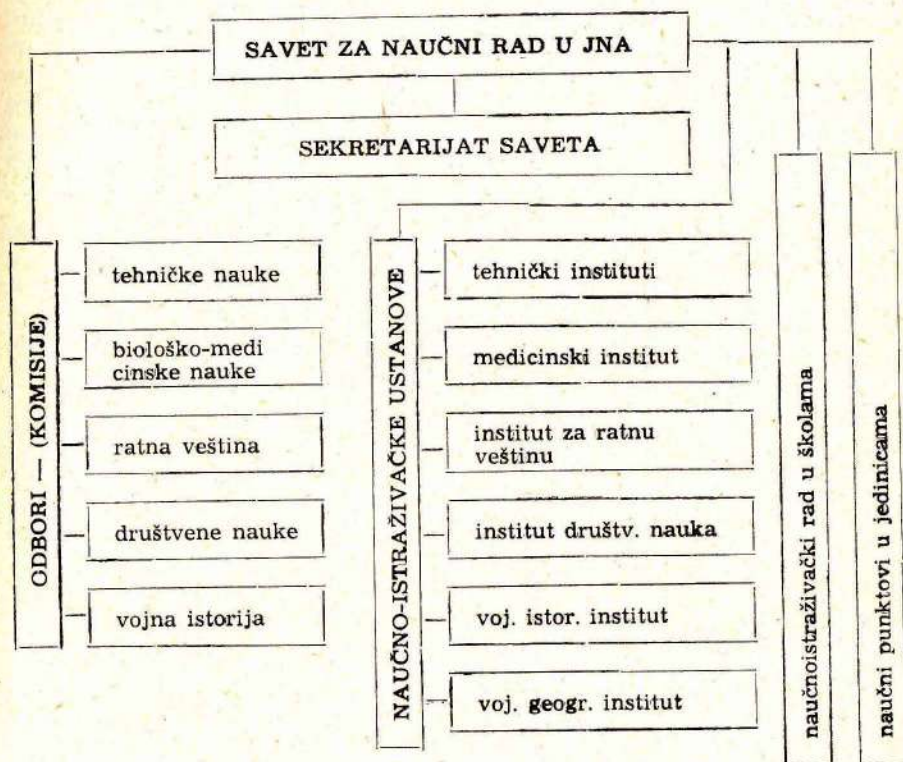 SAVET ZA NAUČNI RAD U JNA
SEKRETARIJAT SAVETA
ODBORI — (KOMISIJE)
tehničke nauke
biološko-medi
cinske nauke
ratna veština
društvene nauke
vojna istorija
NAUČNO-ISTRAŽIVAČKE USTANOVE
tehnički instituti
medicinski institut
institut za ratnu
veštinu
institut društv. nauka
voj. istor. institut
voj. geogr. institut
naučnoistraživački rad u školama
naučni punktovi u jedinicama